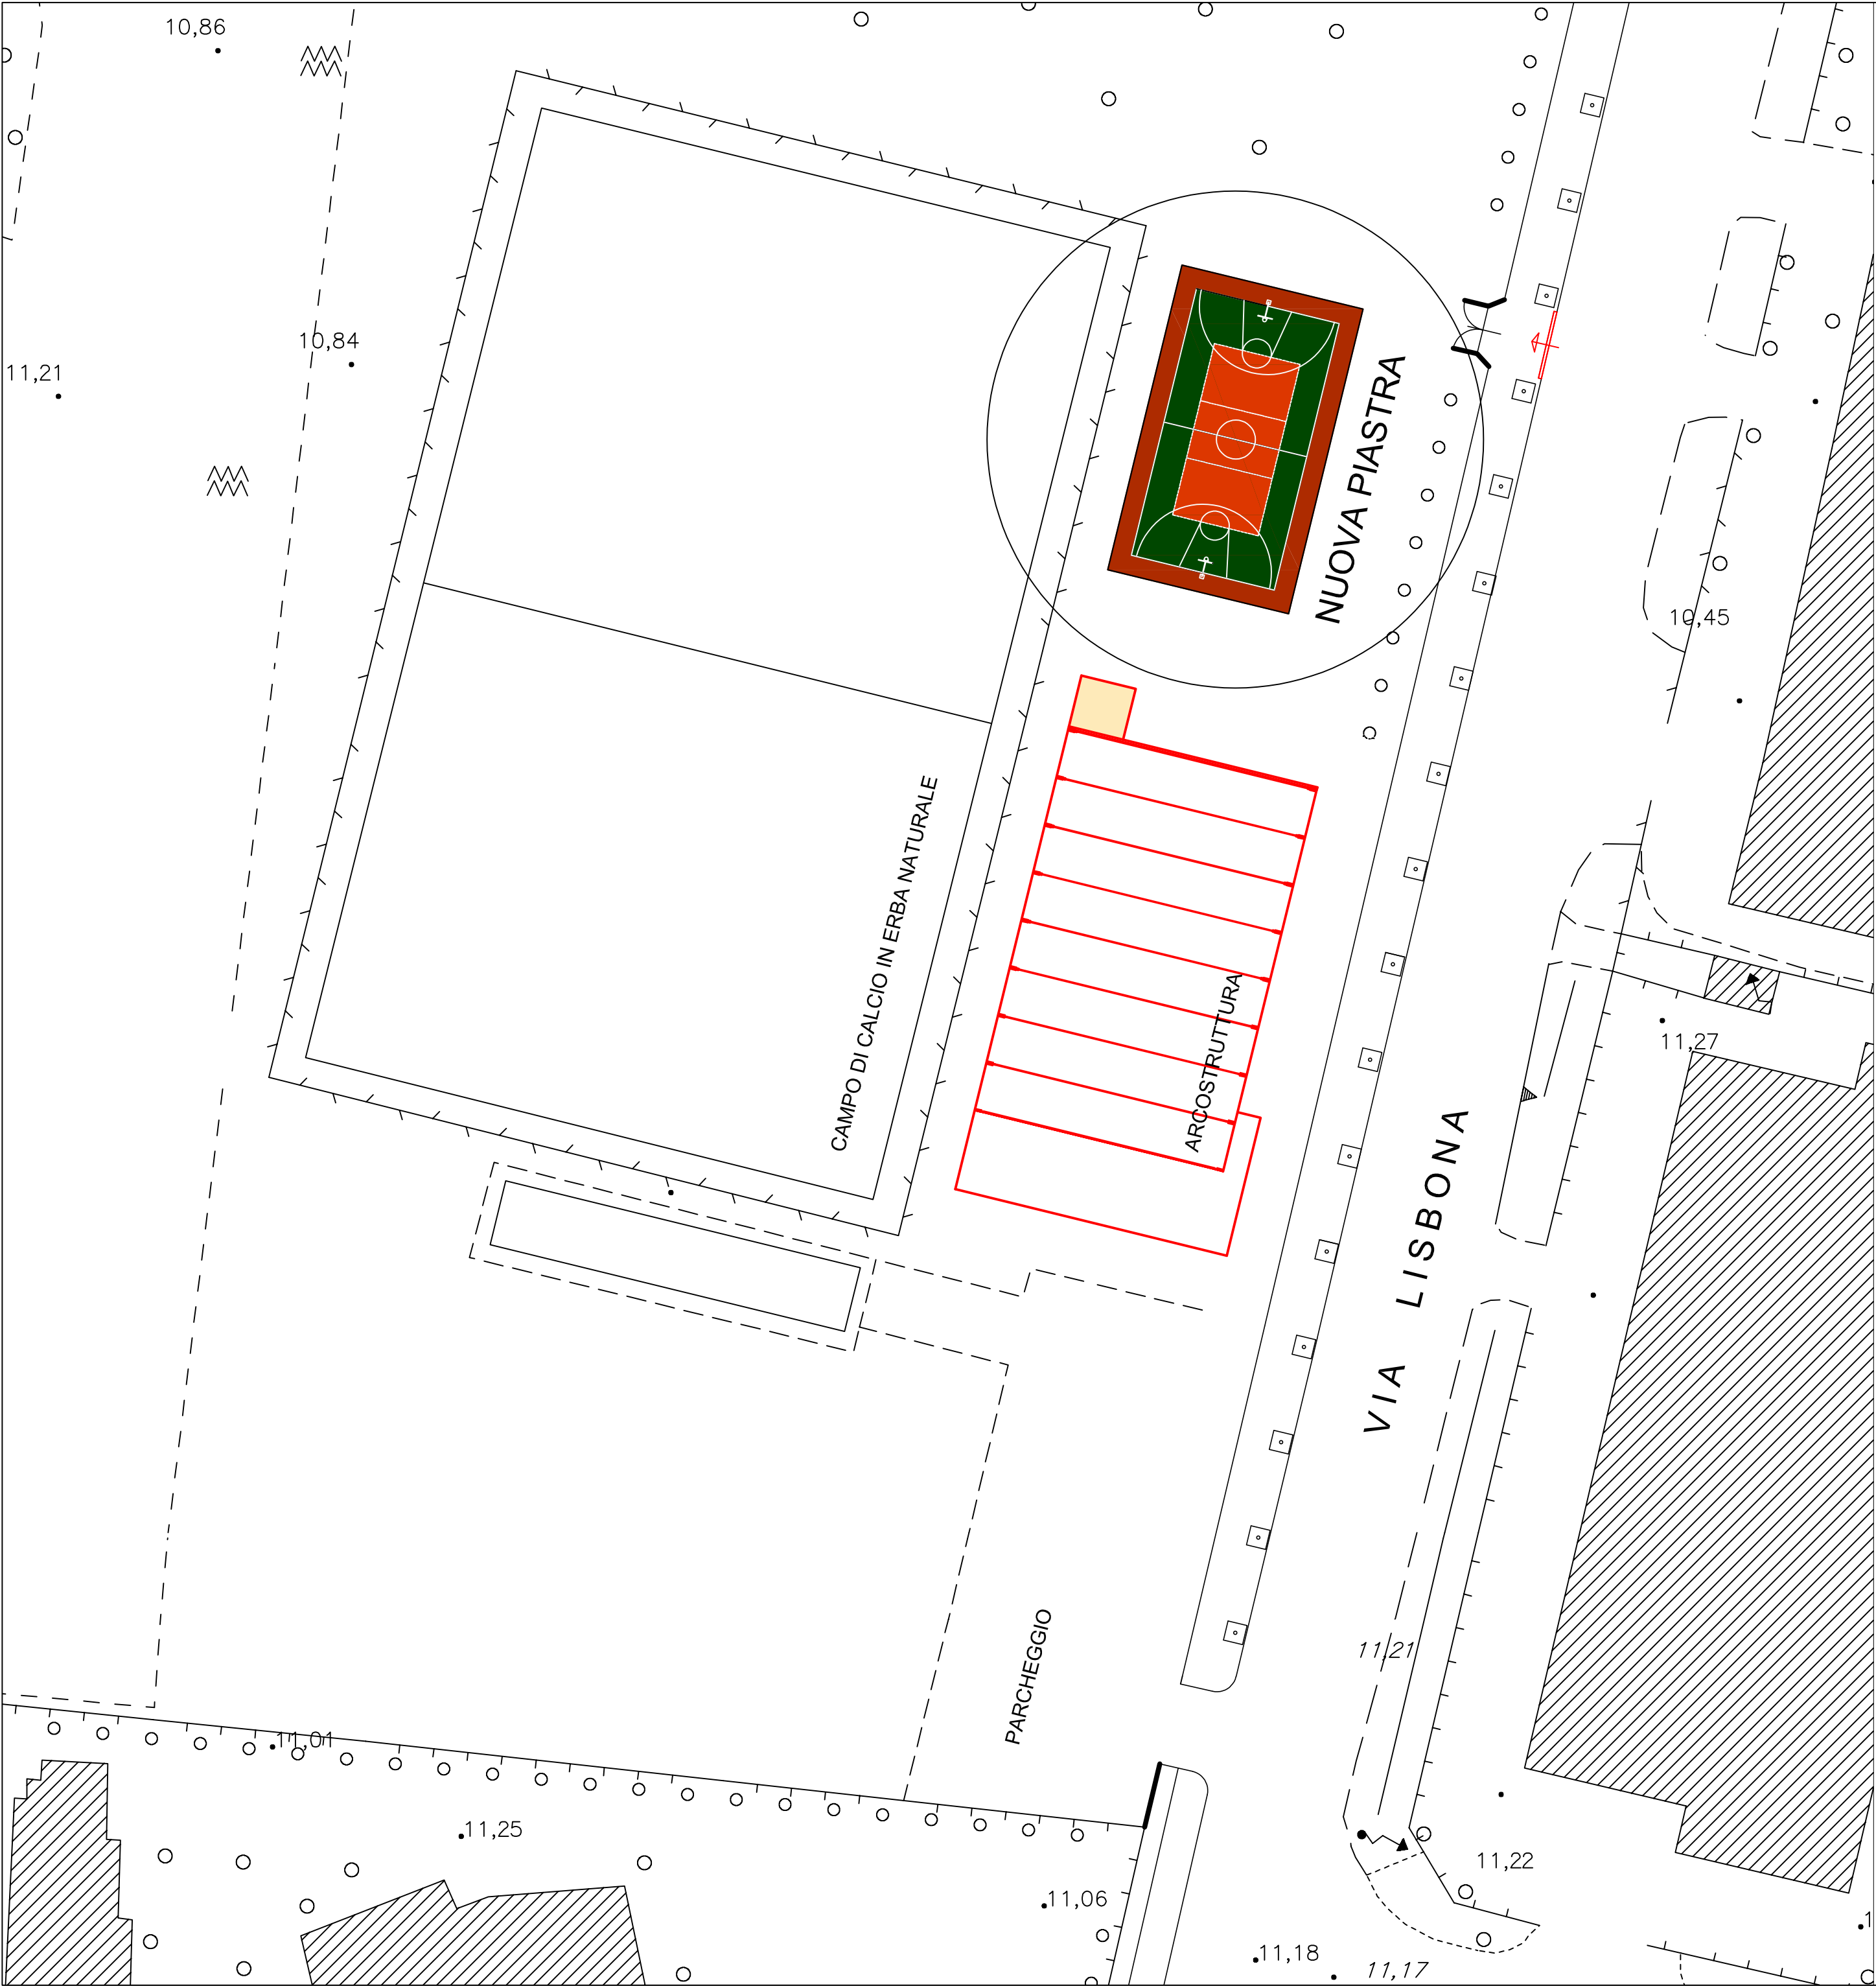 10,86
10,84
11,21
NUOVA PIASTRA
10,45
CAMPO DI CALCIO IN ERBA NATURALE
ARCOSTRUTTURA
11,27
VIA LISBONA
11,21
PARCHEGGIO
11,01
11,25
11,22
11,06
11,18
11,17